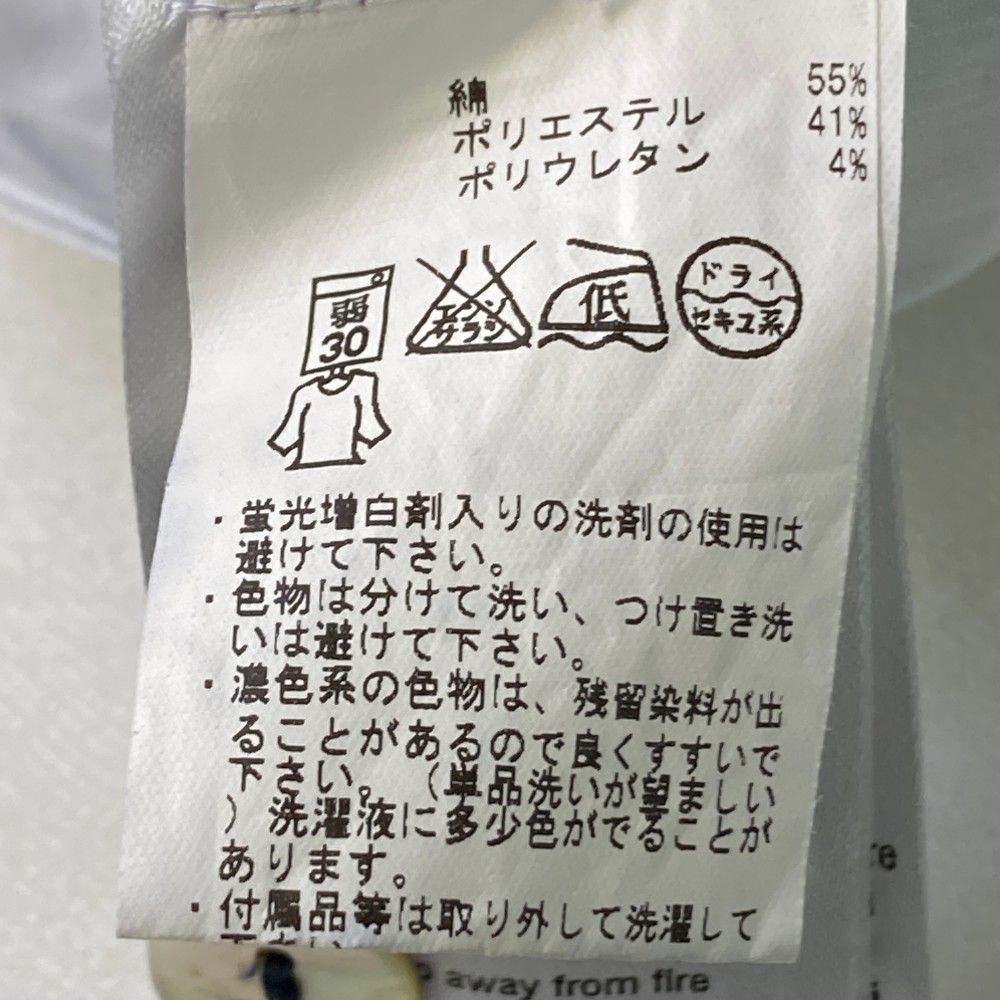 綿 55%
ポリエステル 41%
ポリウレタン 4%
弱
30
エンソ
サラシ
低
ドライ
セキユ系
・蛍光増白剤入りの洗剤の使用は
避けて下さい。
・色物は分けて洗い、つけ置き洗
いは避けて下さい。
・濃色系の色物は、残留染料が出
ることがあるので良くすすいで
下さい。（単品洗いが望ましい
）洗濯液に多少色がでることが
あります。
・付属品等は取り外して洗濯して
下さい
away from fire